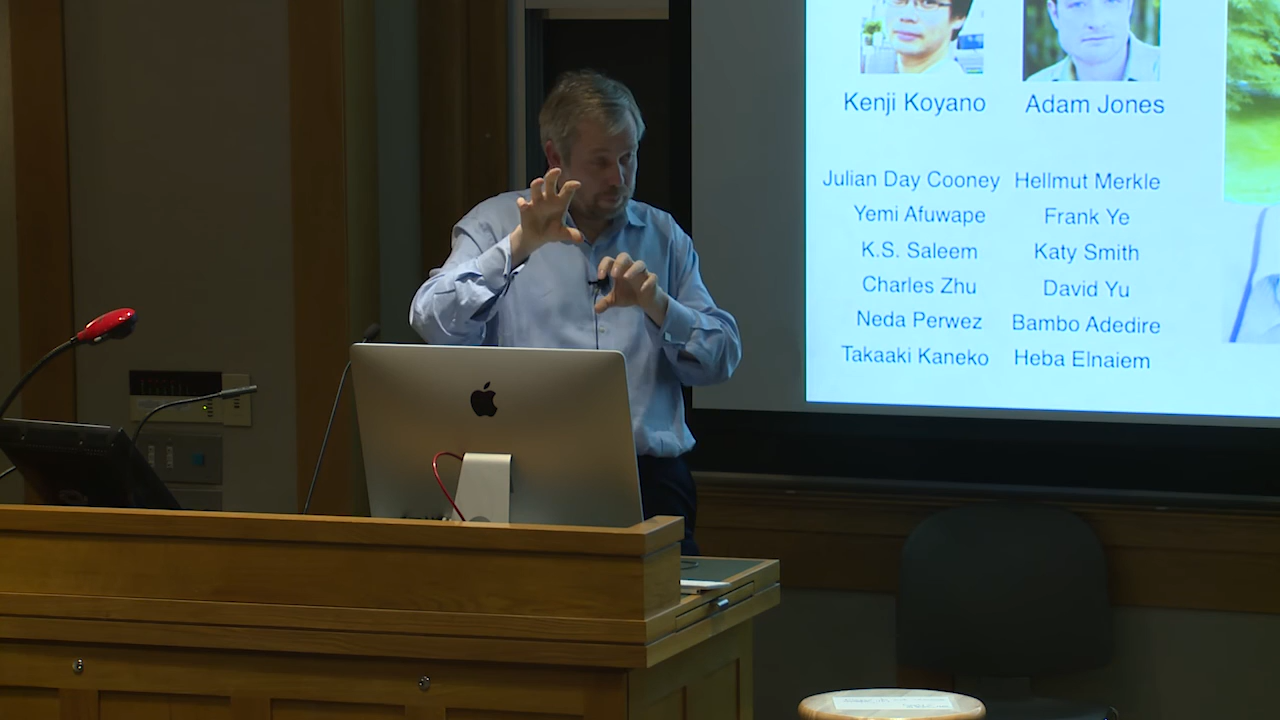 Kenji Koyano Adam Jones
Julian Day Cooney Hellmut Merkle
Yemi Afuwape Frank Ye
K.S. Saleem Katy Smith
Charles Zhu David Yu
Neda Perwez Bambo Adedire
Takaaki Kaneko Heba Elnaiem